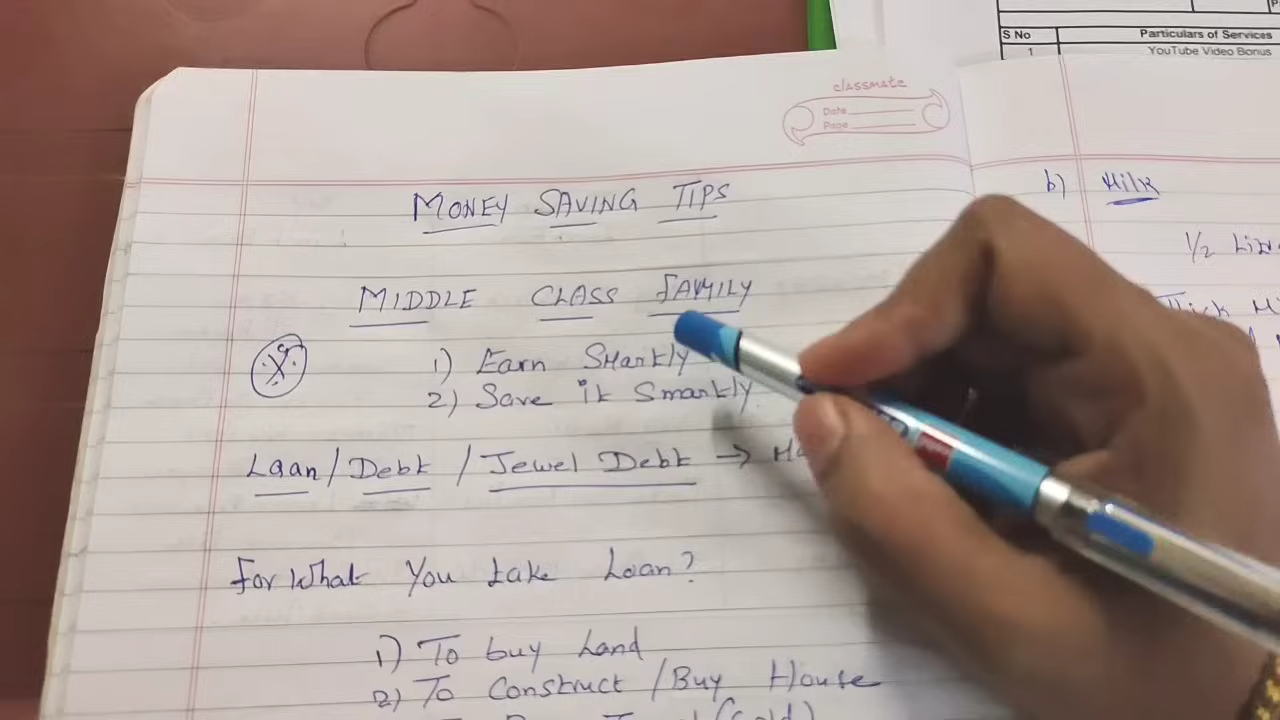 S No Particulars of Services
1 YouTube Video Bonus
classmate
Date
Page
MONEY SAVING TIPS
MIDDLE CLASS FAMILY
1) Earn Smartly
2) Save it Smartly
Loan / Debt / Jewel Debt →
For What You take Loan?
1) To buy Land
2) To Construct / Buy House
(Gold)
b) Milk
1/2
Thick